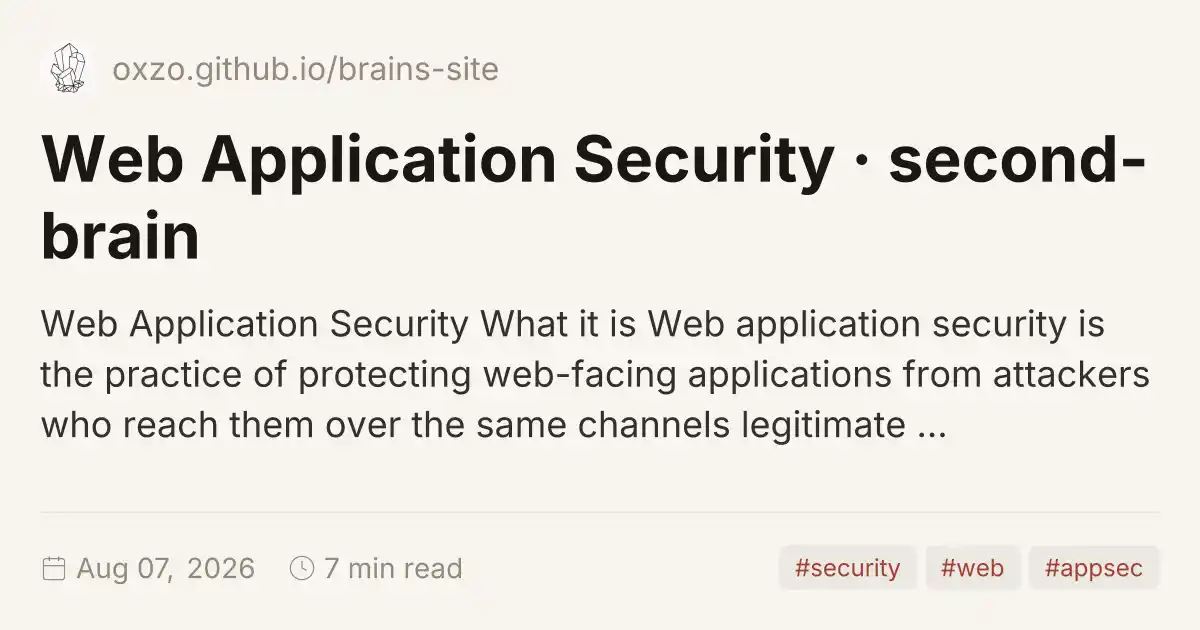 oxzo.github.io/brains-site
Web Application Security · second-
brain
Web Application Security What it is Web application security is
the practice of protecting web-facing applications from attackers
who reach them over the same channels legitimate ...
Aug 07, 2026 7 min read #security #web #appsec